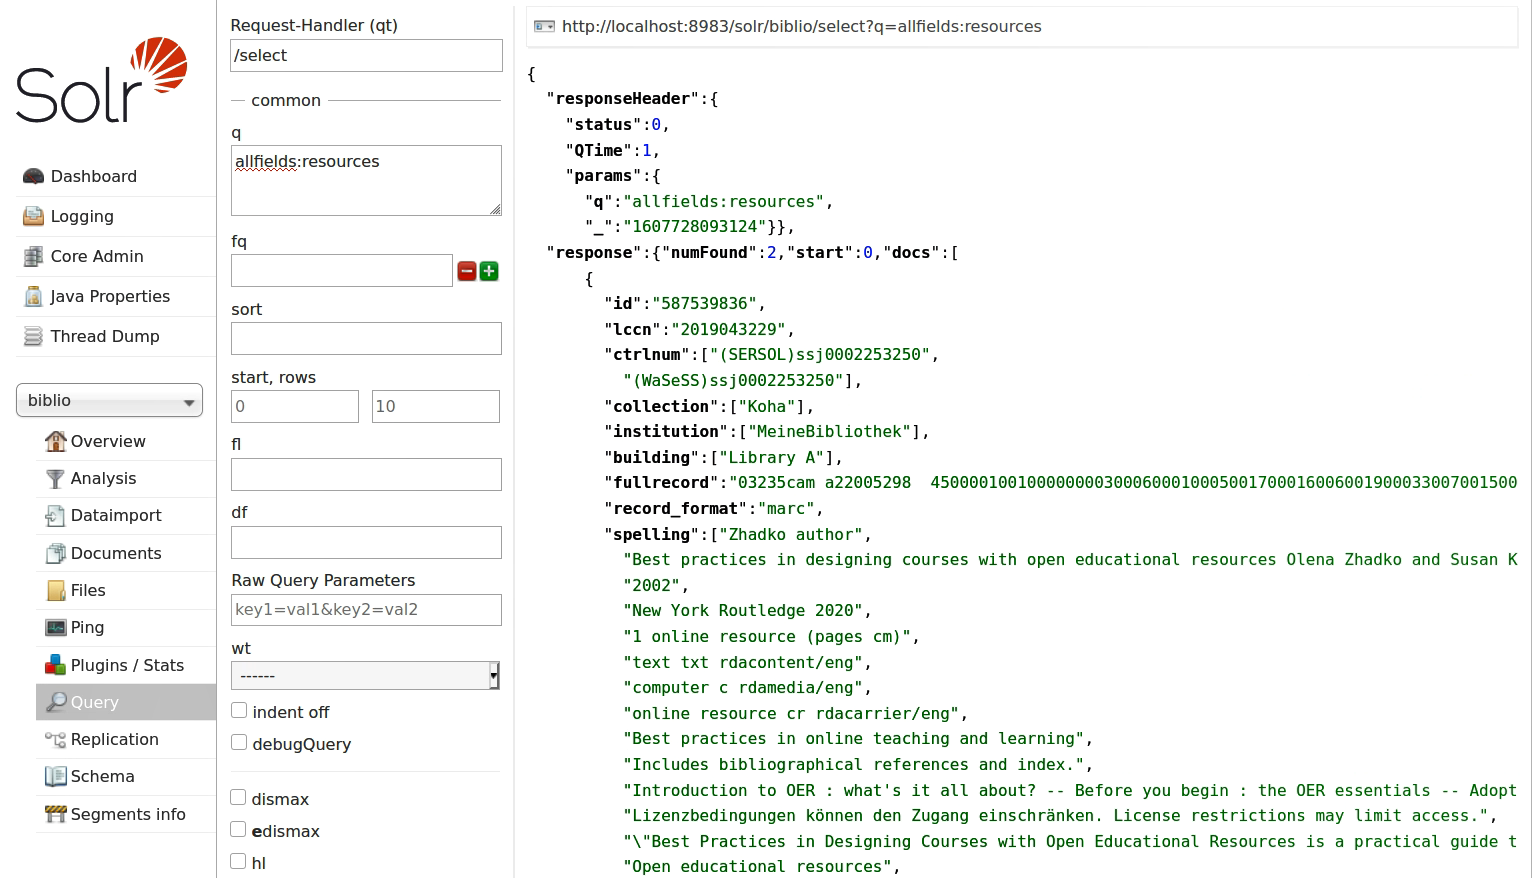 Solr
Dashboard
Logging
Core Admin
Java Properties
Thread Dump
biblio
Overview
Analysis
Dataimport
Documents
Files
Ping
Plugins / Stats
Query
Replication
Schema
Segments info
Request-Handler (qt)
/select
common
q
allfields:resources
fq
sort
start, rows
0 10
fl
df
Raw Query Parameters
key1=val1&key2=val2
wt
------
indent off
debugQuery
dismax
edismax
hl
http://localhost:8983/solr/biblio/select?q=allfields:resources
{
"responseHeader":{
"status":0,
"QTime":1,
"params":{
"q":"allfields:resources",
"_":"1607728093124"}},
"response":{"numFound":2,"start":0,"docs":[
{
"id":"587539836",
"lccn":"2019043229",
"ctrlnum":["(SERSOL)ssj0002253250",
"(WaSeSS)ssj0002253250"],
"collection":["Koha"],
"institution":["MeineBibliothek"],
"building":["Library A"],
"fullrecord":"03235cam a22005298  4500001001000000003000600010005001700016006001900033007001500
"record_format":"marc",
"spelling":["Zhadko author",
"Best practices in designing courses with open educational resources Olena Zhadko and Susan K
"2002",
"New York Routledge 2020",
"1 online resource (pages cm)",
"text txt rdacontent/eng",
"computer c rdamedia/eng",
"online resource cr rdacarrier/eng",
"Best practices in online teaching and learning",
"Includes bibliographical references and index.",
"Introduction to OER : what's it all about? -- Before you begin : the OER essentials -- Adopt
"Lizenzbedingungen können den Zugang einschränken. License restrictions may limit access.",
"\"Best Practices in Designing Courses with Open Educational Resources is a practical guide t
"Open educational resources",